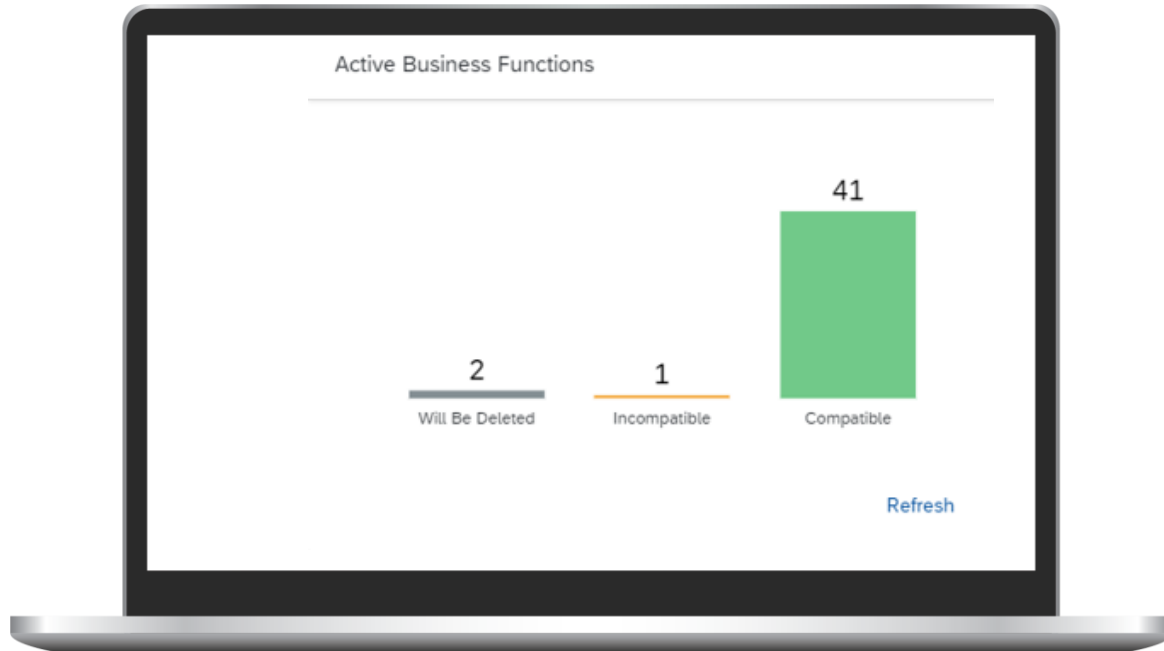 Active Business Functions
41
2
1
Will Be Deleted
Incompatible
Compatible
Refresh